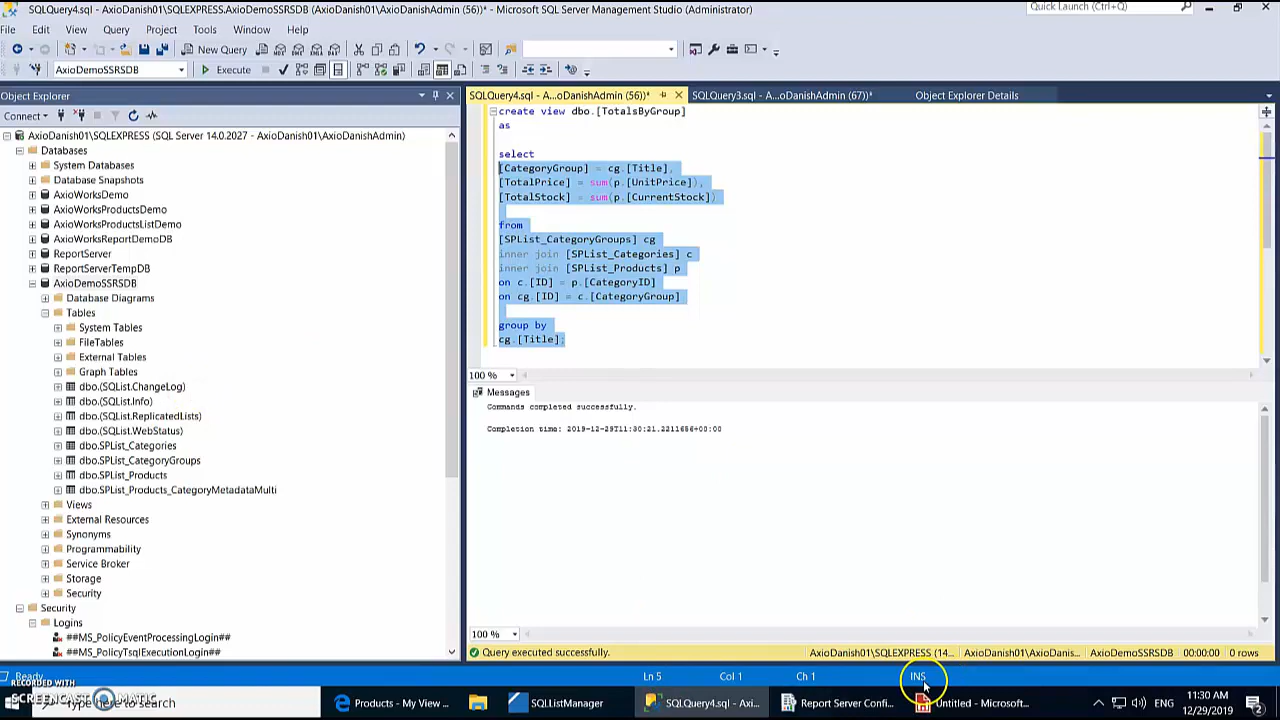 SQLQuery4.sql - AxioDanish01\SQLEXPRESS.AxioDemoSSRSDB (AxioDanish01\AxioDanishAdmin (56))* - Microsoft SQL Server Management Studio (Administrator)
Quick Launch (Ctrl+Q)
File Edit View Query Project Tools Window Help
New Query
AxioDemoSSRSDB Execute
Object Explorer
SQLQuery4.sql - A...oDanishAdmin (56))* SQLQuery3.sql - A...oDanishAdmin (67))* Object Explorer Details
Connect
AxioDanish01\SQLEXPRESS (SQL Server 14.0.2027 - AxioDanish01\AxioDanishAdmin)
Databases
System Databases
Database Snapshots
AxioWorksDemo
AxioWorksProductsDemo
AxioWorksProductsListDemo
AxioWorksReportDemoDB
ReportServer
ReportServerTempDB
AxioDemoSSRSDB
Database Diagrams
Tables
System Tables
FileTables
External Tables
Graph Tables
dbo.(SQList.ChangeLog)
dbo.(SQList.Info)
dbo.(SQList.ReplicatedLists)
dbo.(SQList.WebStatus)
dbo.SPList_Categories
dbo.SPList_CategoryGroups
dbo.SPList_Products
dbo.SPList_Products_CategoryMetadataMulti
Views
External Resources
Synonyms
Programmability
Service Broker
Storage
Security
Security
Logins
##MS_PolicyEventProcessingLogin##
##MS_PolicyTsqlExecutionLogin##
create view dbo.[TotalsByGroup]
as
select
[CategoryGroup] = cg.[Title],
[TotalPrice] = sum(p.[UnitPrice]),
[TotalStock] = sum(p.[CurrentStock])
from
[SPList_CategoryGroups] cg
inner join [SPList_Categories] c
inner join [SPList_Products] p
on c.[ID] = p.[CategoryID]
on cg.[ID] = c.[CategoryGroup]
group by
cg.[Title];
100 %
Messages
Commands completed successfully.
Completion time: 2019-12-29T11:30:21.2211656+00:00
100 %
Query executed successfully. AxioDanish01\SQLEXPRESS (14... AxioDanish01\AxioDanis... AxioDemoSSRSDB 00:00:00 0 rows
Ready Ln 5 Col 1 Ch 1 INS
RECORDED WITH
SCREENCAST MATIC
Type here to search Products - My View ... SQLListManager SQLQuery4.sql - Axi... Report Server Confi... Untitled - Microsoft... ENG 11:30 AM
12/29/2019 2